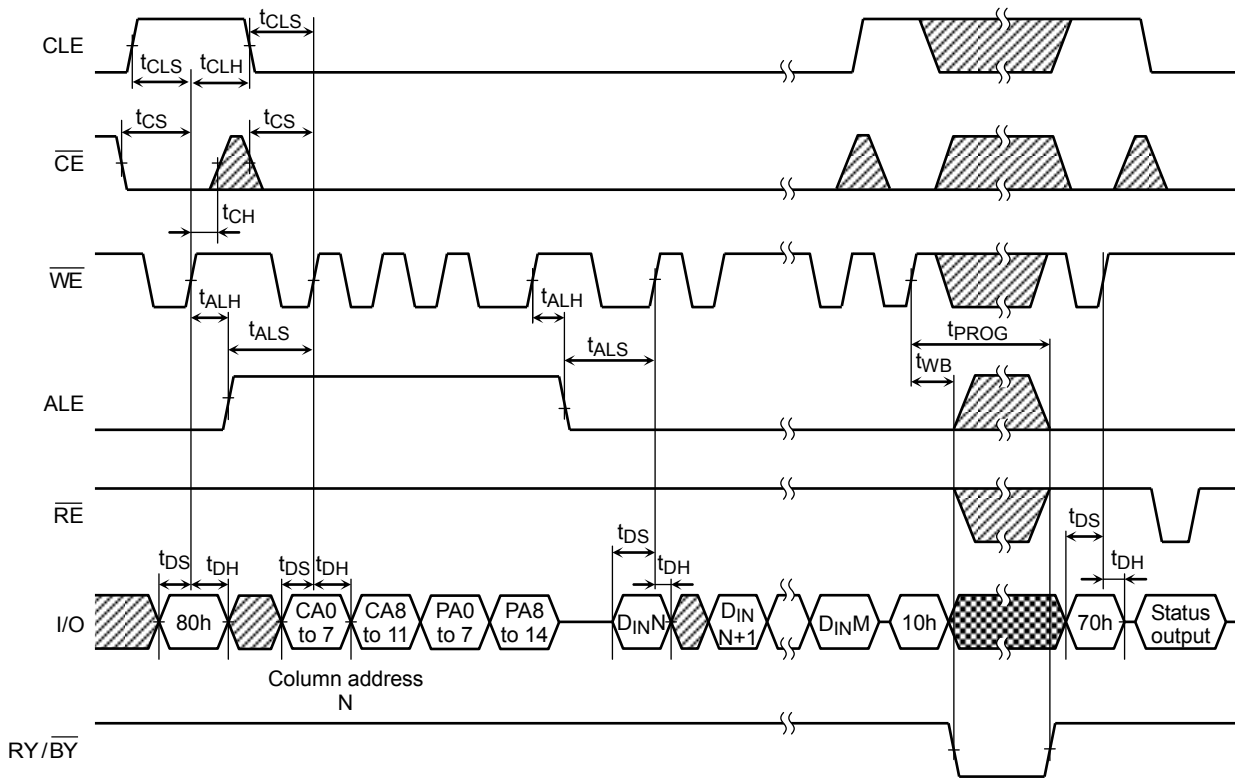 CLE
tCLS
tCLS
tCLH
CE
tCS
tCS
tCH
WE
tALH
tALS
tALH
tALS
tPROG
tWB
ALE
RE
tDS
tDH
tDS
tDH
tDS
tDH
tDS
tDH
I/O
80h
CA0
to 7
CA8
to 11
PA0
to 7
PA8
to 14
DINN
DIN
N+1
DINM
10h
70h
Status
output
Column address
N
RY/BY